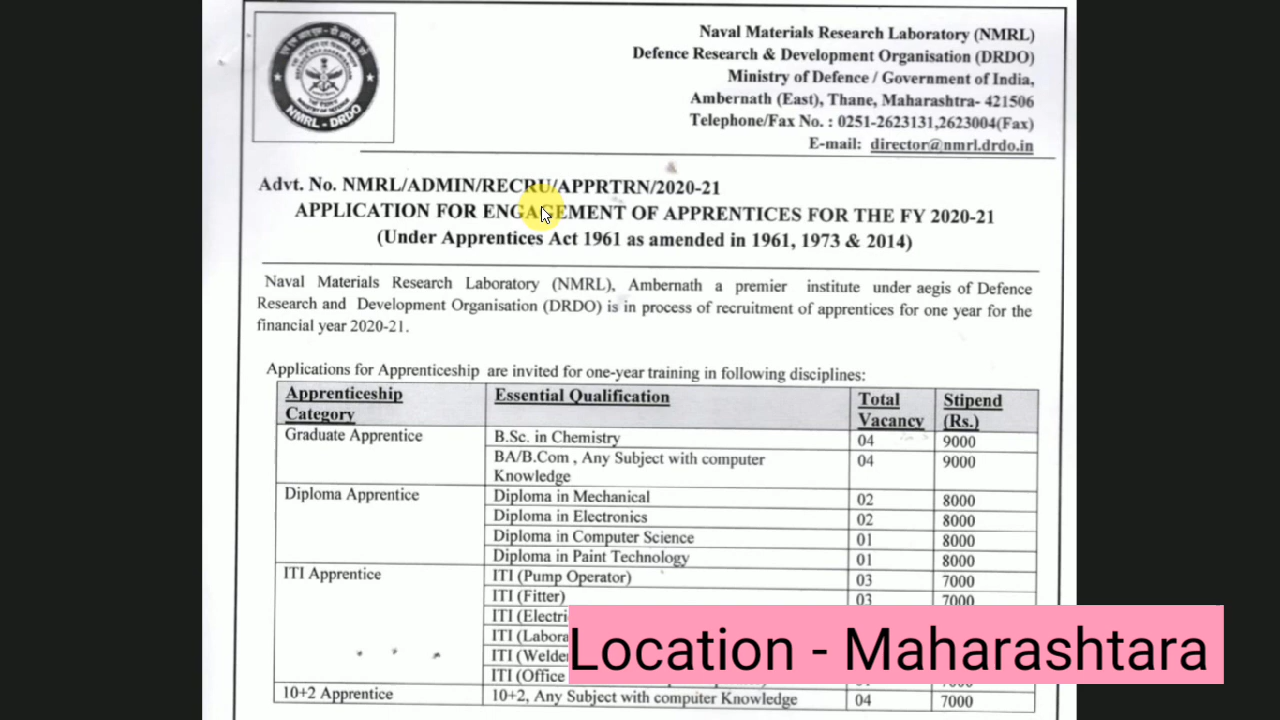 Naval Materials Research Laboratory (NMRL)
Defence Research & Development Organisation (DRDO)
Ministry of Defence / Government of India,
Ambernath (East), Thane, Maharashtra- 421506
Telephone/Fax No. : 0251-2623131,2623004(Fax)
E-mail: director@nmrl.drdo.in
NMRL - DRDO
Advt. No. NMRL/ADMIN/RECRU/APPRTRN/2020-21
APPLICATION FOR ENGAGEMENT OF APPRENTICES FOR THE FY 2020-21
(Under Apprentices Act 1961 as amended in 1961, 1973 & 2014)
Naval Materials Research Laboratory (NMRL), Ambernath a premier institute under aegis of Defence
Research and Development Organisation (DRDO) is in process of recruitment of apprentices for one year for the
financial year 2020-21.
Applications for Apprenticeship are invited for one-year training in following disciplines:
Apprenticeship Category Essential Qualification Total Vacancy Stipend (Rs.)
Graduate Apprentice B.Sc. in Chemistry 04 9000
BA/B.Com , Any Subject with computer Knowledge 04 9000
Diploma Apprentice Diploma in Mechanical 02 8000
Diploma in Electronics 02 8000
Diploma in Computer Science 01 8000
Diploma in Paint Technology 01 8000
ITI Apprentice ITI (Pump Operator) 03 7000
ITI (Fitter) 03 7000
ITI (Electri
ITI (Labora
ITI (Welde
ITI (Office
10+2 Apprentice 10+2, Any Subject with computer Knowledge 04 7000
Location - Maharashtara